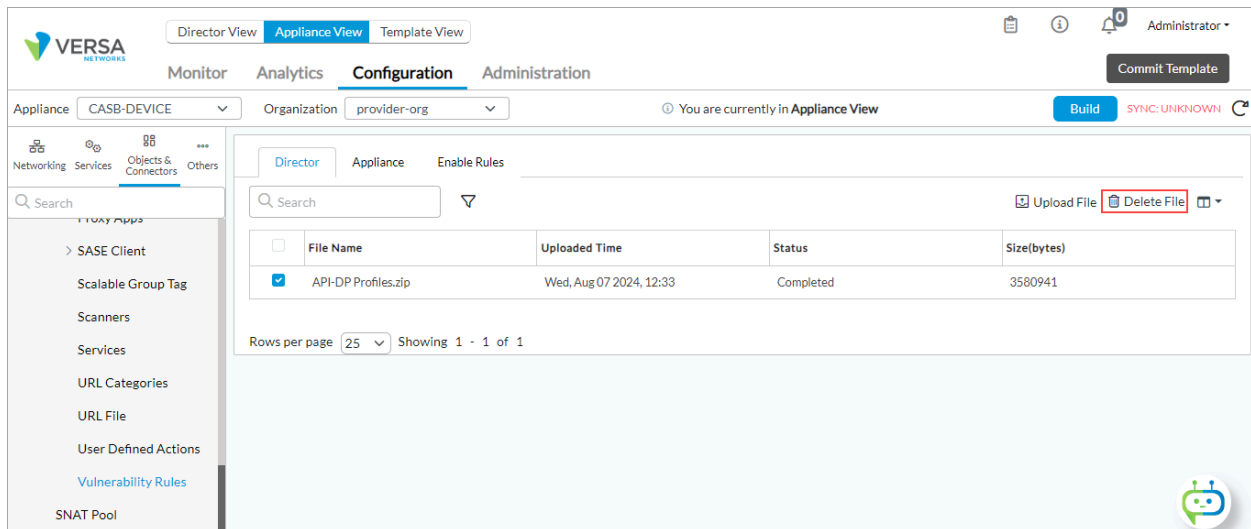 Director View Appliance View Template View
0
Administrator
VERSA
NETWORKS
Monitor Analytics Configuration Administration
Commit Template
Appliance CASB-DEVICE Organization provider-org You are currently in Appliance View Build SYNC: UNKNOWN
Networking Services Objects & Connectors Others
Director Appliance Enable Rules
Search
Search
Upload File Delete File
Proxy Apps
SASE Client
Scalable Group Tag
Scanners
Services
URL Categories
URL File
User Defined Actions
Vulnerability Rules
SNAT Pool
File Name Uploaded Time Status Size(bytes)
API-DP Profiles.zip Wed, Aug 07 2024, 12:33 Completed 3580941
Rows per page 25 Showing 1 - 1 of 1